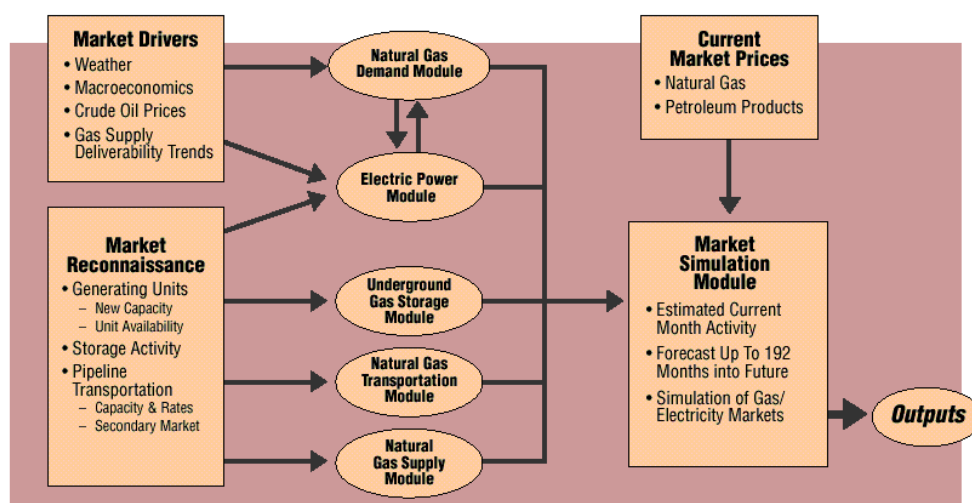 Market Drivers
• Weather
• Macroeconomics
• Crude Oil Prices
• Gas Supply
Deliverability Trends
Natural Gas
Demand Module
Current
Market Prices
• Natural Gas
• Petroleum Products
Electric Power
Module
Market
Reconnaissance
• Generating Units
– New Capacity
– Unit Availability
• Storage Activity
• Pipeline
Transportation
– Capacity & Rates
– Secondary Market
Underground
Gas Storage
Module
Natural Gas
Transportation
Module
Natural
Gas Supply
Module
Market
Simulation
Module
• Estimated Current
Month Activity
• Forecast Up To 192
Months into Future
• Simulation of Gas/
Electricity Markets
Outputs